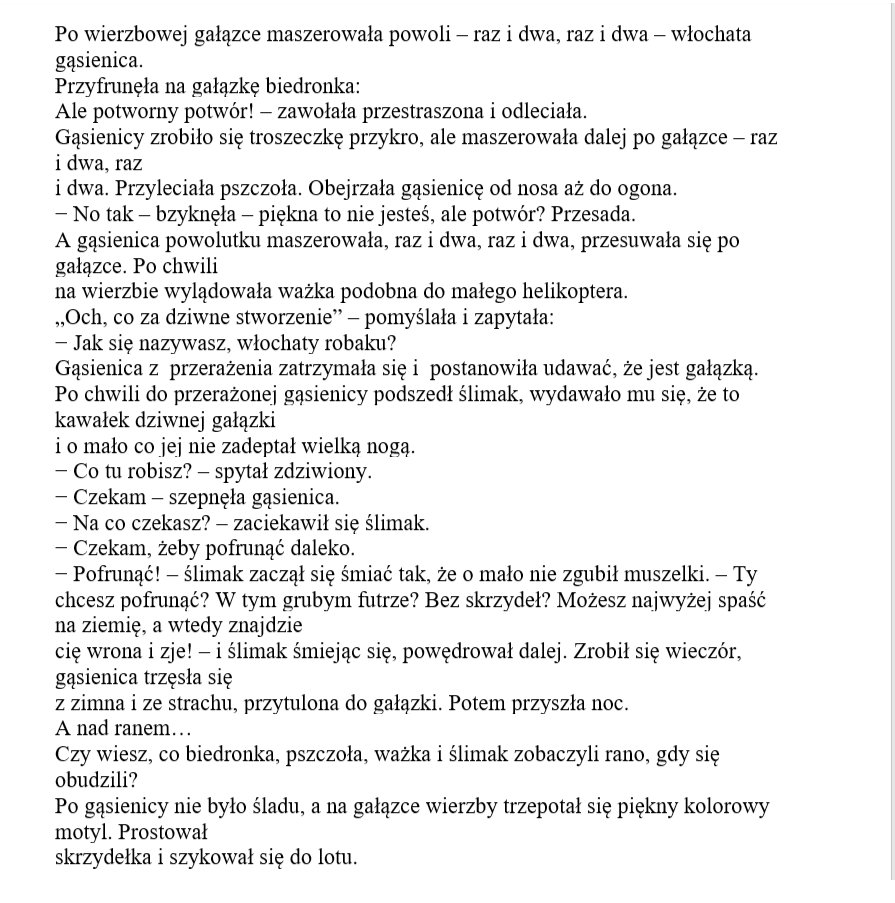 Po wierzbowej gałązce maszerowała powoli – raz i dwa, raz i dwa – włochata
gąsienica.
Przyfrunęła na gałązkę biedronka:
Ale potworny potwór! – zawołała przestraszona i odleciała.
Gąsienicy zrobiło się troszeczkę przykro, ale maszerowała dalej po gałązce – raz
i dwa, raz
i dwa. Przyleciała pszczoła. Obejrzała gąsienicę od nosa aż do ogona.
− No tak – bzyknęła – piękna to nie jesteś, ale potwór? Przesada.
A gąsienica powolutku maszerowała, raz i dwa, raz i dwa, przesuwała się po
gałązce. Po chwili
na wierzbie wylądowała ważka podobna do małego helikoptera.
„Och, co za dziwne stworzenie” – pomyślała i zapytała:
− Jak się nazywasz, włochaty robaku?
Gąsienica z  przerażenia zatrzymała się i  postanowiła udawać, że jest gałązką.
Po chwili do przerażonej gąsienicy podszedł ślimak, wydawało mu się, że to
kawałek dziwnej gałązki
i o mało co jej nie zadeptał wielką nogą.
− Co tu robisz? – spytał zdziwiony.
− Czekam – szepnęła gąsienica.
− Na co czekasz? – zaciekawił się ślimak.
− Czekam, żeby pofrunąć daleko.
− Pofrunąć! – ślimak zaczął się śmiać tak, że o mało nie zgubił muszelki. – Ty
chcesz pofrunąć? W tym grubym futrze? Bez skrzydeł? Możesz najwyżej spaść
na ziemię, a wtedy znajdzie
cię wrona i zje! – i ślimak śmiejąc się, powędrował dalej. Zrobił się wieczór,
gąsienica trzęsła się
z zimna i ze strachu, przytulona do gałązki. Potem przyszła noc.
A nad ranem…
Czy wiesz, co biedronka, pszczoła, ważka i ślimak zobaczyli rano, gdy się
obudzili?
Po gąsienicy nie było śladu, a na gałązce wierzby trzepotał się piękny kolorowy
motyl. Prostował
skrzydełka i szykował się do lotu.